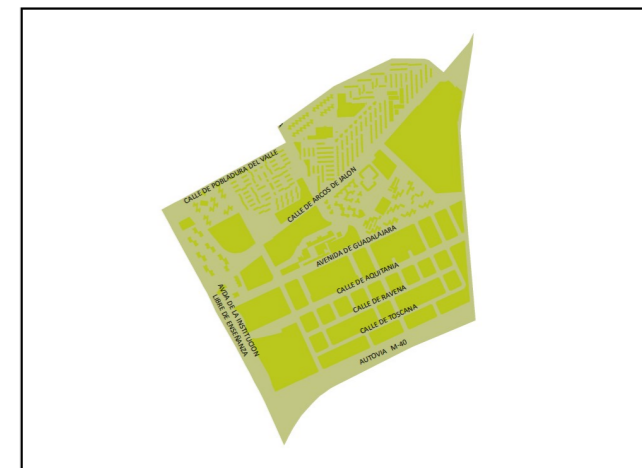 CALLE DE POBLADURA DEL VALLE
CALLE DE ARCOS DE JALON
AVENIDA DE GUADALAJARA
CALLE DE AQUITANIA
CALLE DE RAVENA
CALLE DE TOSCANA
AUTOVIA M-40
AVDA DE LA INSTITUCION
LIBRE DE ENSEÑANZA